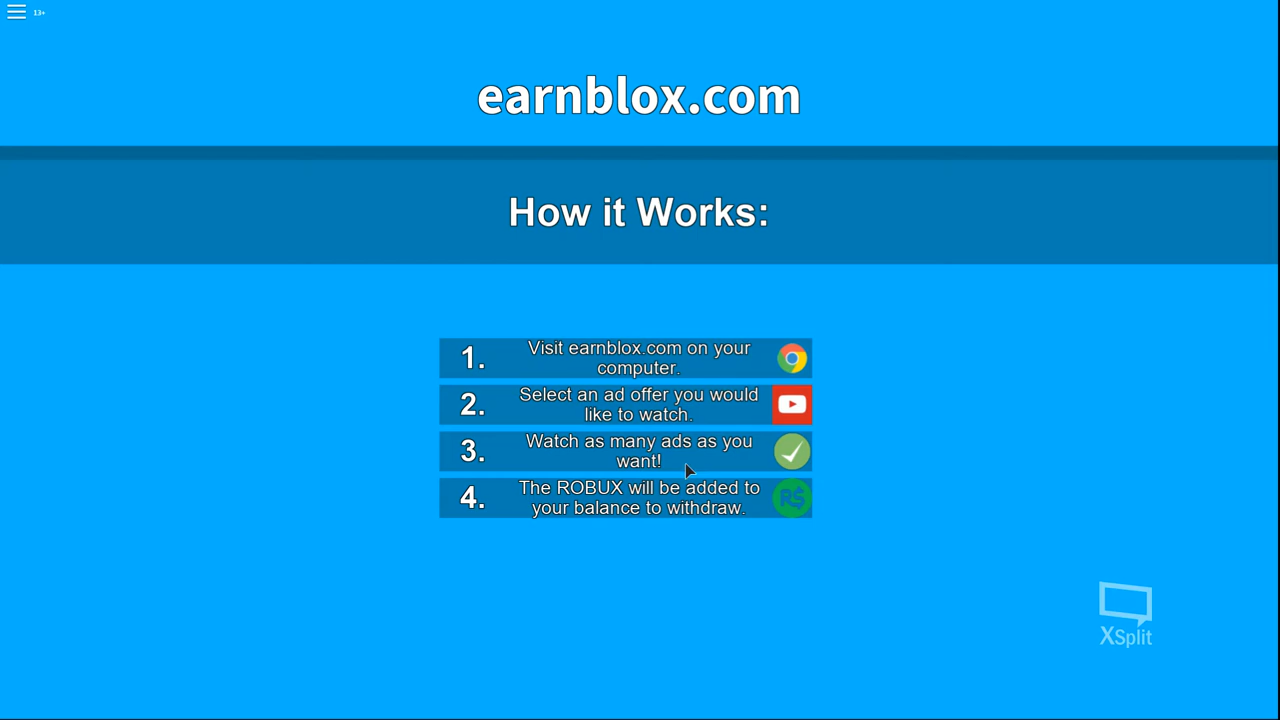 13+
earnblox.com
How it Works:
1.
Visit earnblox.com on your
computer.
2.
Select an ad offer you would
like to watch.
3.
Watch as many ads as you
want!
4.
The ROBUX will be added to
your balance to withdraw.
R$
XSplit